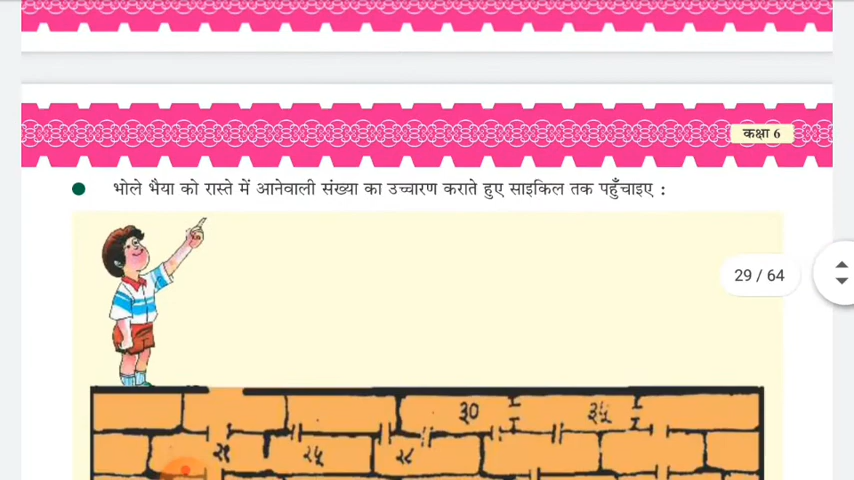 कक्षा 6
भोले भैया को रास्ते में आनेवाली संख्या का उच्चारण कराते हुए साइकिल तक पहुँचाइए :
29 / 64
३० ३५
२१ २५ २८